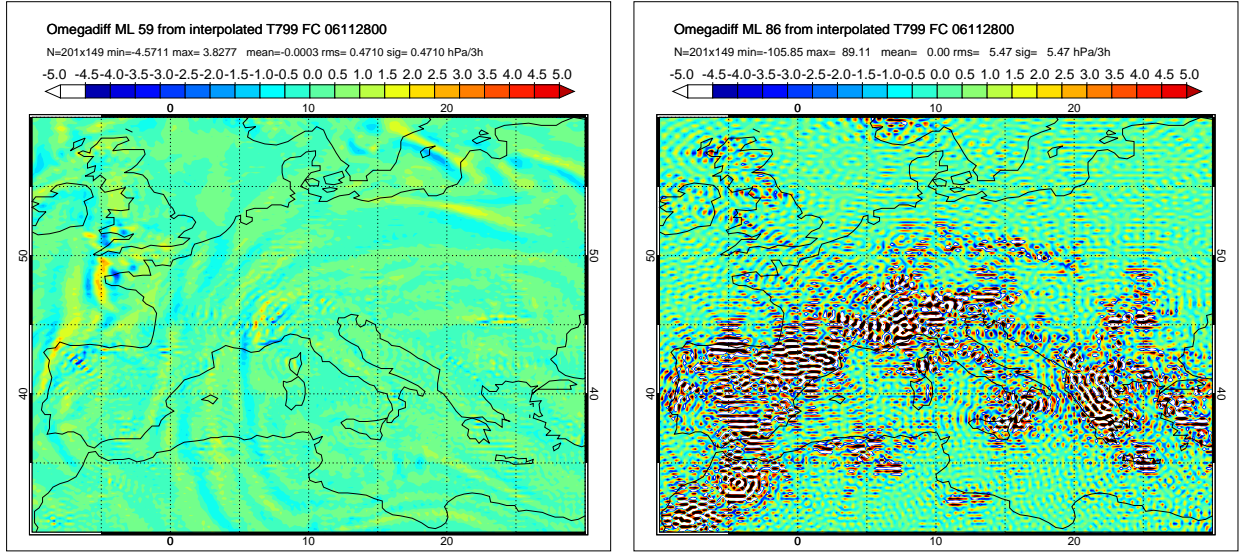 Omegadiff ML 59 from interpolated T799 FC 06112800
N=201x149 min=-4.5711 max= 3.8277 mean=-0.0003 rms= 0.4710 sig= 0.4710 hPa/3h
-5.0 -4.5 -4.0 -3.5 -3.0 -2.5 -2.0 -1.5 -1.0 -0.5 0.0 0.5 1.0 1.5 2.0 2.5 3.0 3.5 4.0 4.5 5.0
0 10 20
50 50
40 40
0 10 20
Omegadiff ML 86 from interpolated T799 FC 06112800
N=201x149 min=-105.85 max= 89.11 mean= 0.00 rms= 5.47 sig= 5.47 hPa/3h
-5.0 -4.5 -4.0 -3.5 -3.0 -2.5 -2.0 -1.5 -1.0 -0.5 0.0 0.5 1.0 1.5 2.0 2.5 3.0 3.5 4.0 4.5 5.0
0 10 20
50 50
40 40
0 10 20